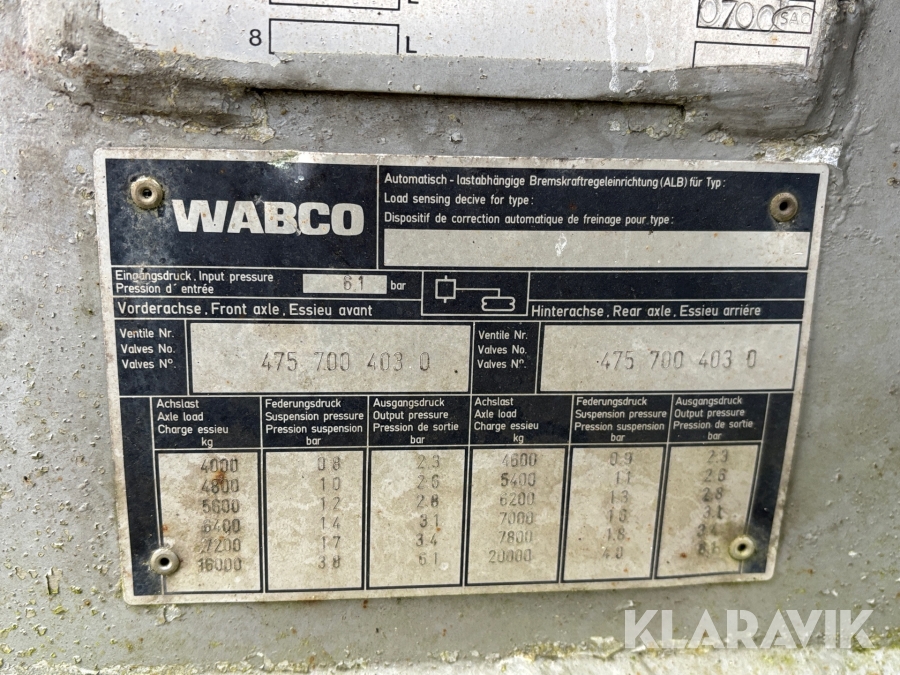 L
8 L
0700 SAO
WABCO
Automatisch - lastabhängige Bremskraftregeleinrichtung (ALB) für Typ:
Load sensing decive for type:
Dispositif de correction automatique de freinage pour type:
Eingangsdruck, Input pressure
Pression d'entrée
6.1 bar
Vorderachse, Front axle, Essieu avant
Hinterachse, Rear axle, Essieu arriére
Ventile Nr.
Valves No.
Valves N°.
475 700 403 0
Ventile Nr.
Valves No.
Valves N°.
475 700 403 0
Achslast
Axle load
Charge essieu
kg
Federungsdruck
Suspension pressure
Pression suspension
bar
Ausgangsdruck
Output pressure
Pression de sortie
bar
Achslast
Axle load
Charge essieu
kg
Federungsdruck
Suspension pressure
Pression suspension
bar
Ausgangsdruck
Output pressure
Pression de sortie
bar
4000 0.8 2.3 4600 0.9 2.3
4800 1.0 2.6 5400 1.1 2.6
5600 1.2 2.8 6200 1.3 2.8
6400 1.4 3.1 7000 1.6 3.1
7200 1.7 3.4 7800 1.8
16000 3.8 6.1 20000 4.0
KLARAVIK